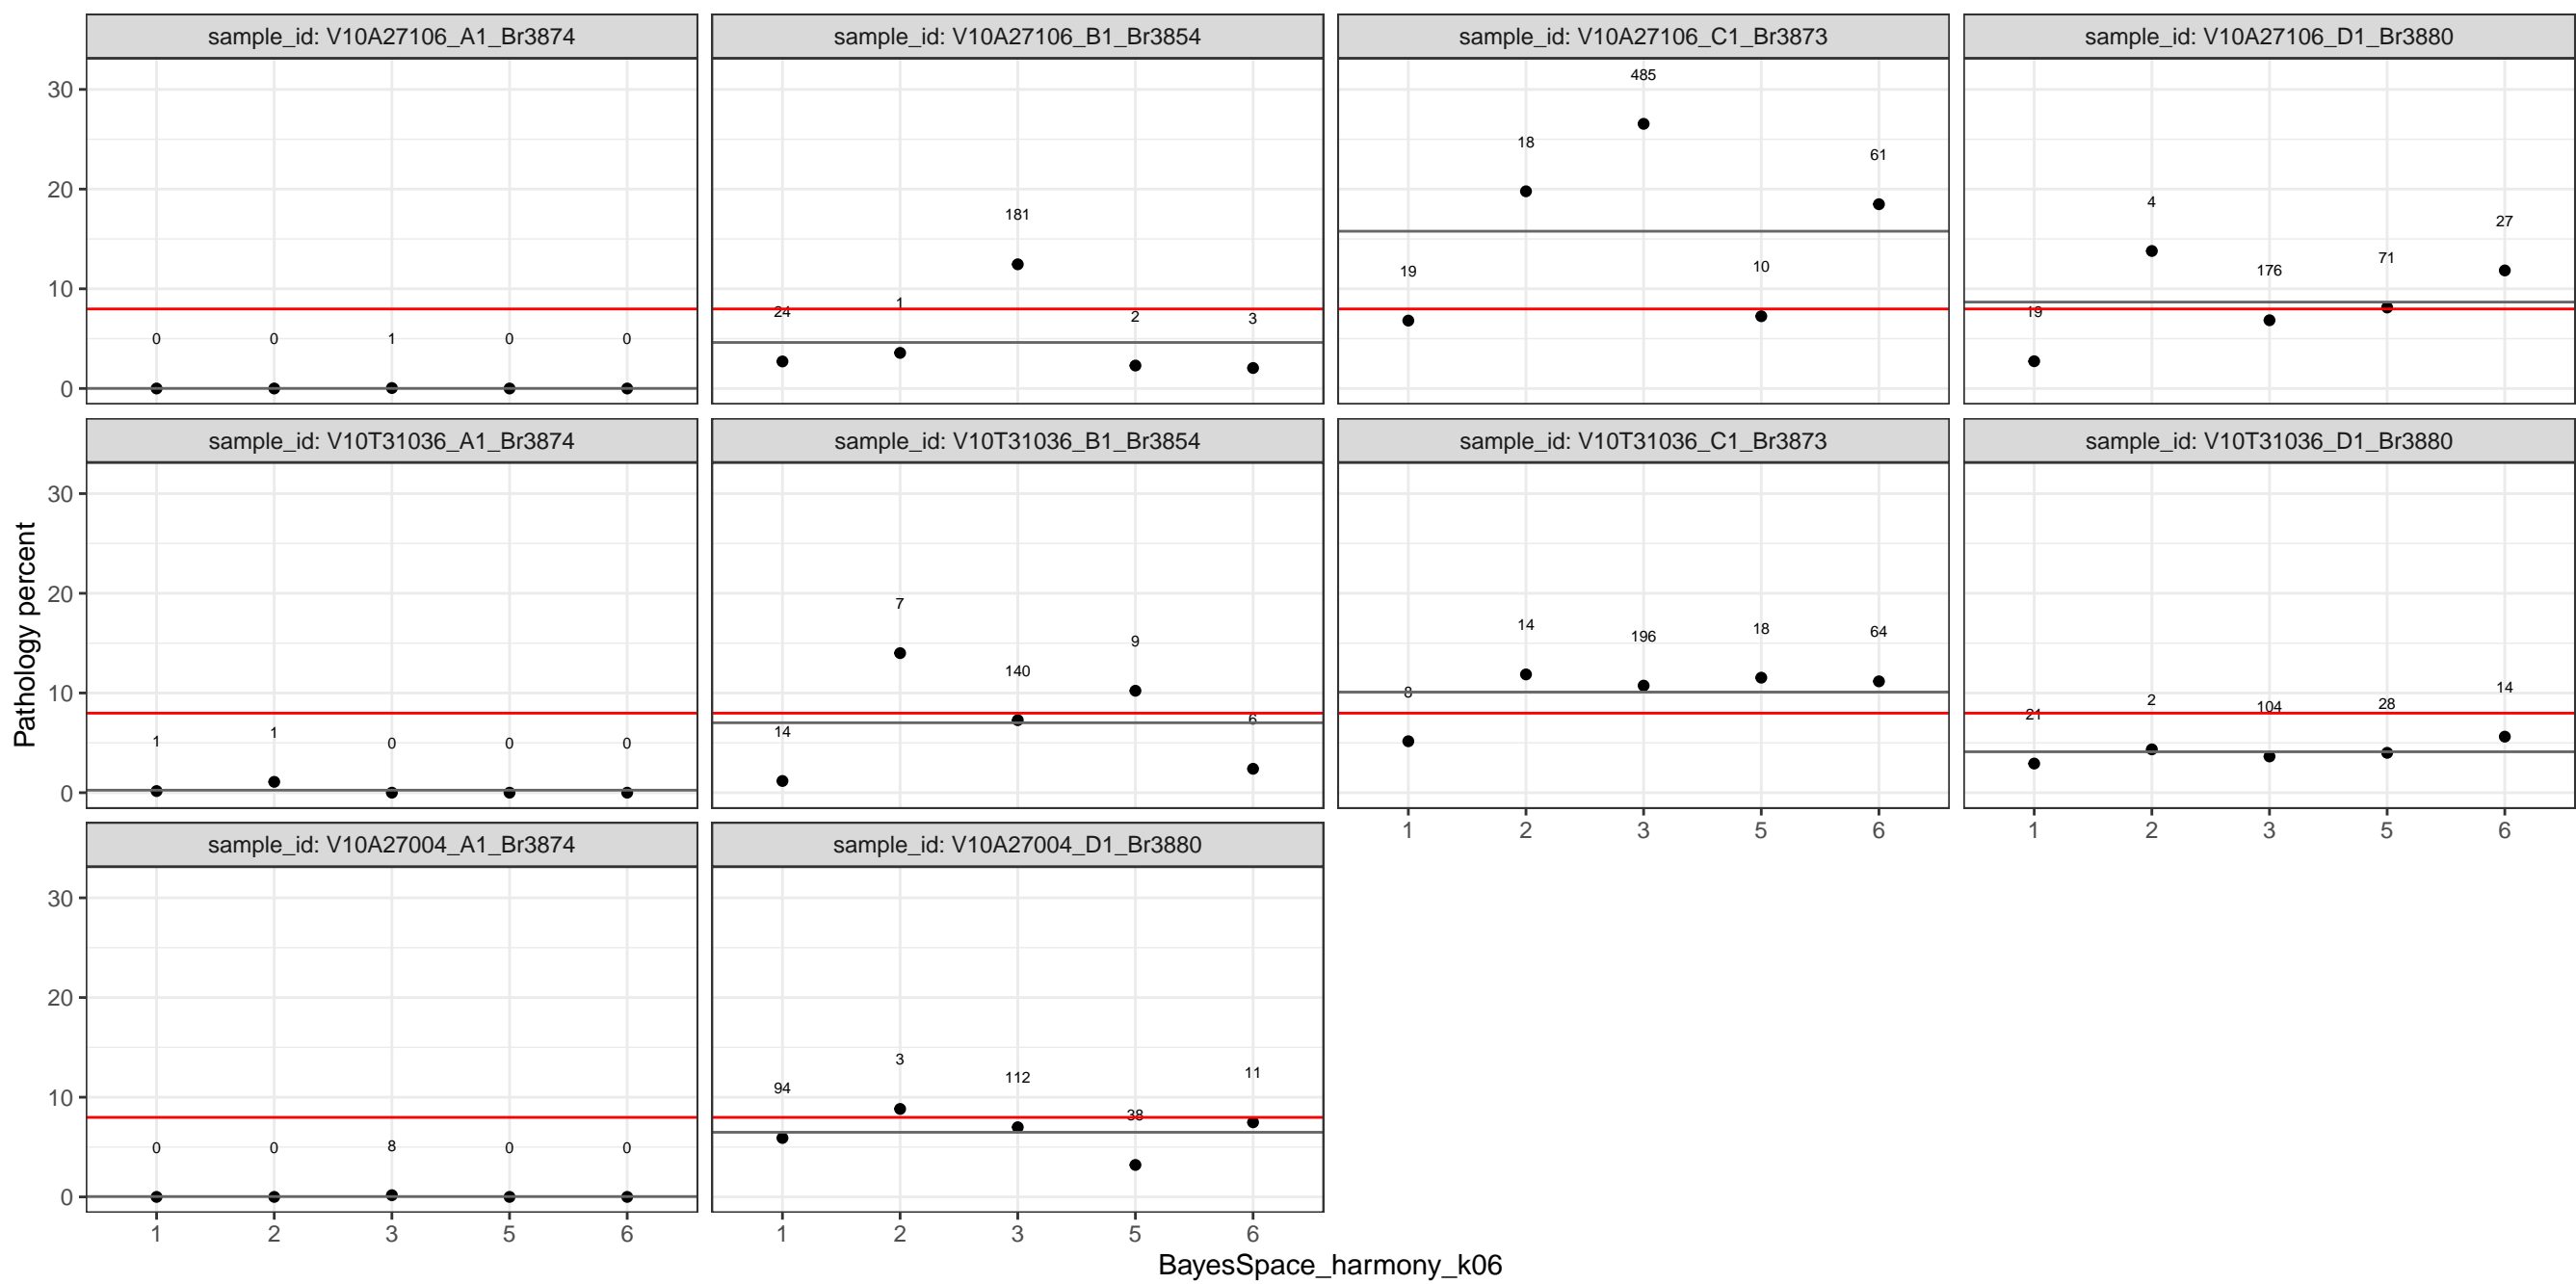 sample_id: V10A27106_A1_Br3874
sample_id: V10A27106_B1_Br3854
sample_id: V10A27106_C1_Br3873
sample_id: V10A27106_D1_Br3880
30
20
10
0
0 0 1 0 0
24 1 181 2 3
19 18 485 10 61
19 4 176 71 27
sample_id: V10T31036_A1_Br3874
sample_id: V10T31036_B1_Br3854
sample_id: V10T31036_C1_Br3873
sample_id: V10T31036_D1_Br3880
Pathology percent
30
20
10
0
1 1 0 0 0
14 7 140 9 6
8 14 196 18 64
21 2 104 28 14
1 2 3 5 6
1 2 3 5 6
sample_id: V10A27004_A1_Br3874
sample_id: V10A27004_D1_Br3880
30
20
10
0
0 0 8 0 0
94 3 112 38 11
1 2 3 5 6
1 2 3 5 6
BayesSpace_harmony_k06